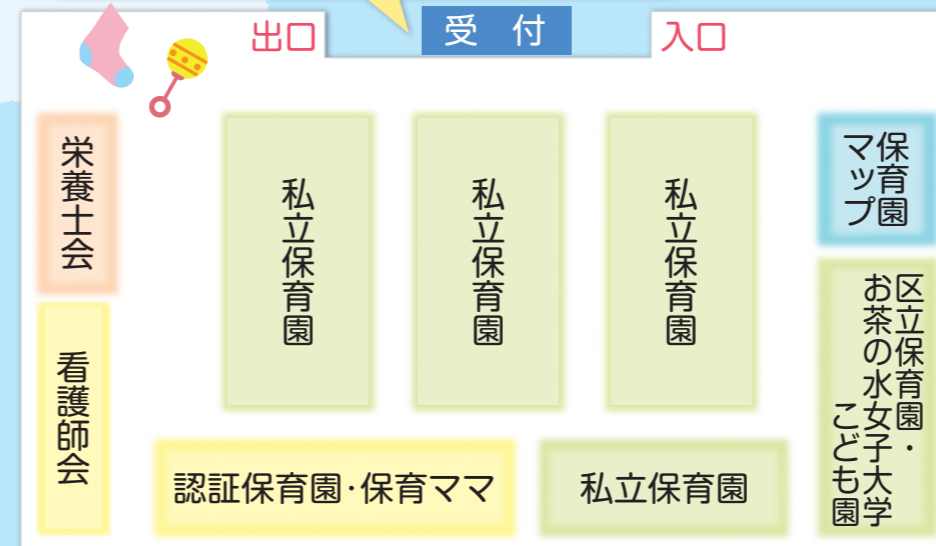 出口
受付
入口
栄養士会
私立保育園
私立保育園
私立保育園
保育園
マップ
看護師会
区立保育園・
お茶の水女子大学
こども園
認証保育園・保育ママ
私立保育園